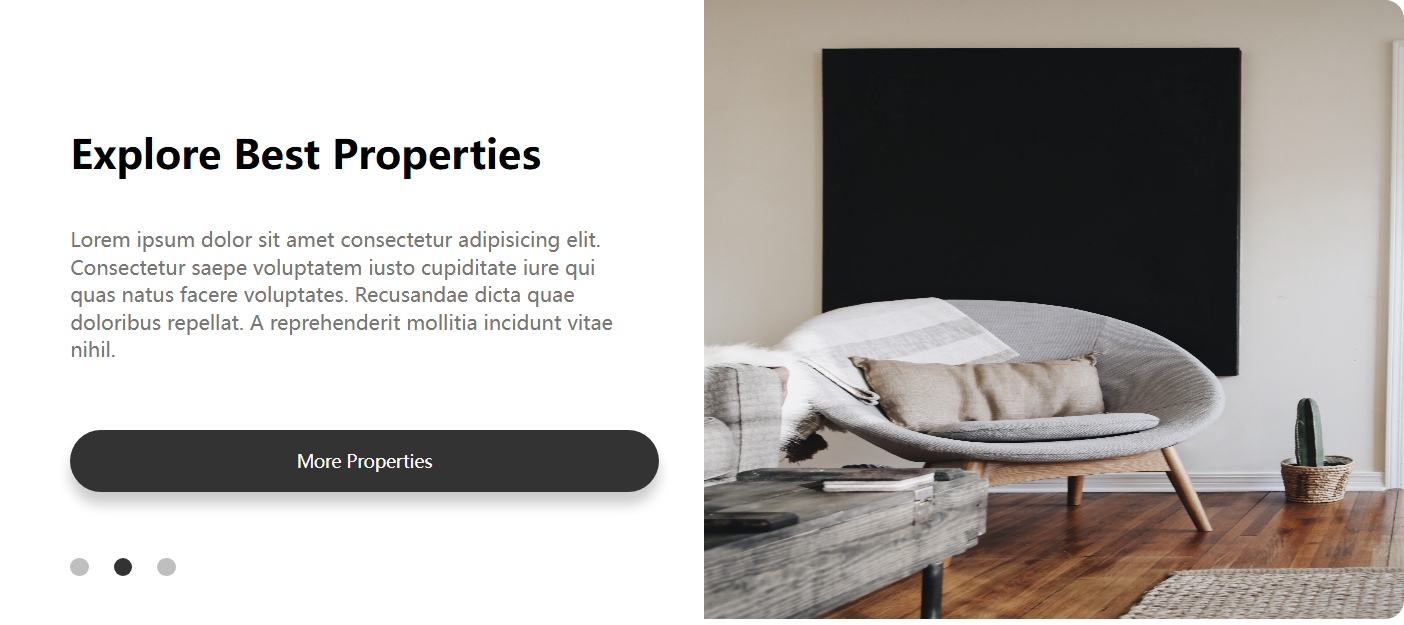 Explore Best Properties
Lorem ipsum dolor sit amet consectetur adipisicing elit.
Consectetur saepe voluptatem iusto cupiditate iure qui
quas natus facere voluptates. Recusandae dicta quae
doloribus repellat. A reprehenderit mollitia incidunt vitae
nihil.
More Properties